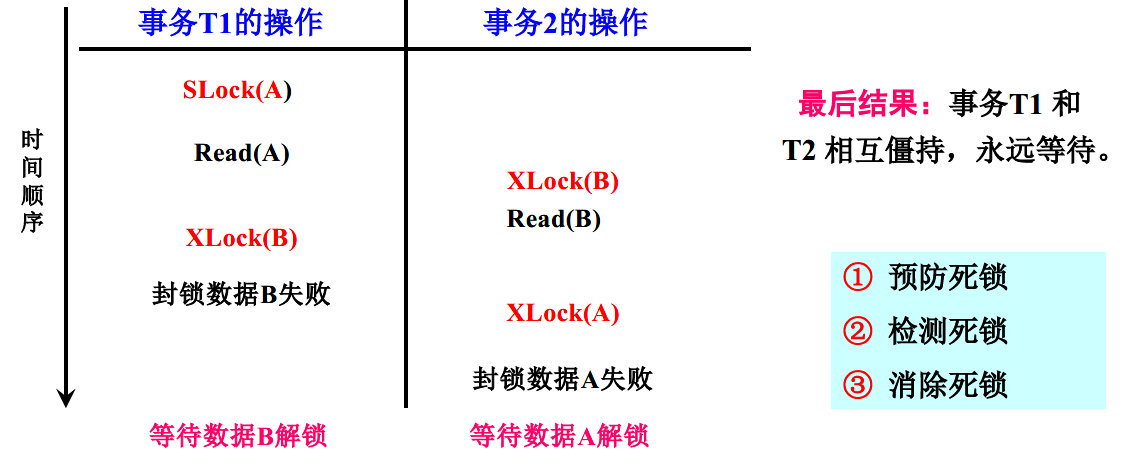 事务T1的操作
事务2的操作
时间顺序
SLock(A)
Read(A)
XLock(B)
Read(B)
XLock(B)
封锁数据B失败
XLock(A)
封锁数据A失败
等待数据B解锁
等待数据A解锁
最后结果：事务T1 和
T2 相互僵持，永远等待。
① 预防死锁
② 检测死锁
③ 消除死锁